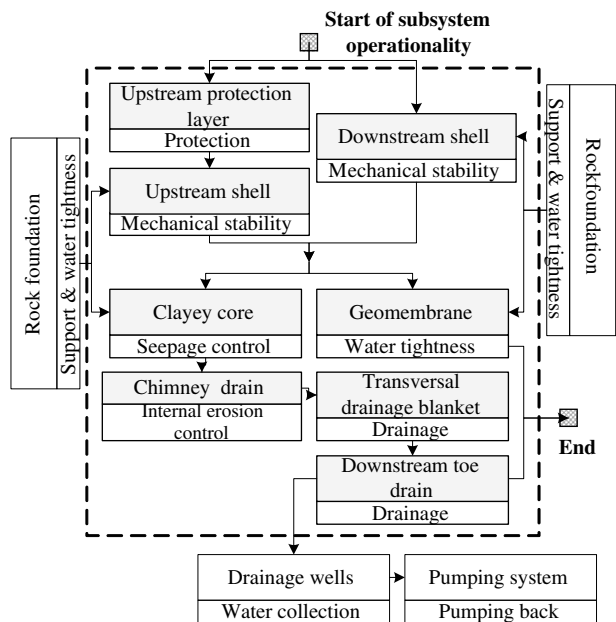 Start of subsystem
operationality
Upstream protection
layer
Protection
Downstream shell
Mechanical stability
Upstream shell
Mechanical stability
Rock foundation
Support & water tightness
Support & water tightness
Rockfoundation
Clayey core
Seepage control
Geomembrane
Water tightness
Chimney drain
Internal erosion
control
Transversal
drainage blanket
Drainage
End
Downstream toe
drain
Drainage
Drainage wells
Water collection
Pumping system
Pumping back